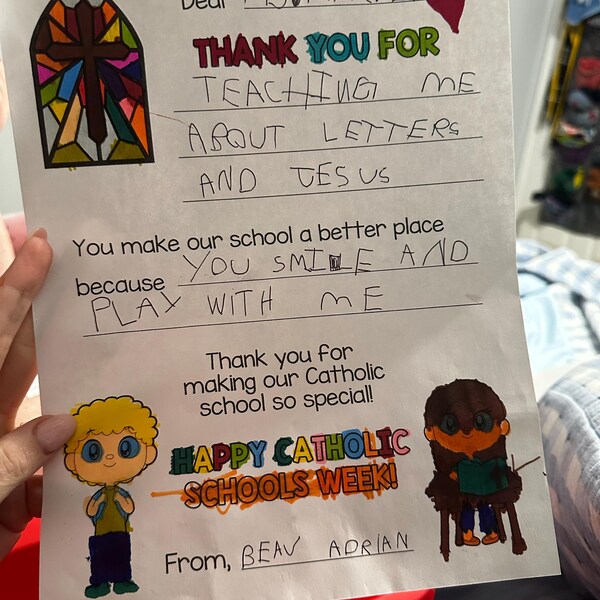 Dear
THANK YOU FOR
TEACHING ME
ABOUT LETTERS
AND JESUS
You make our school a better place
because YOU SMILE AND
PLAY WITH ME
Thank you for
making our Catholic
school so special!
HAPPY CATHOLIC
SCHOOLS WEEK!
From, BEAU ADRIAN